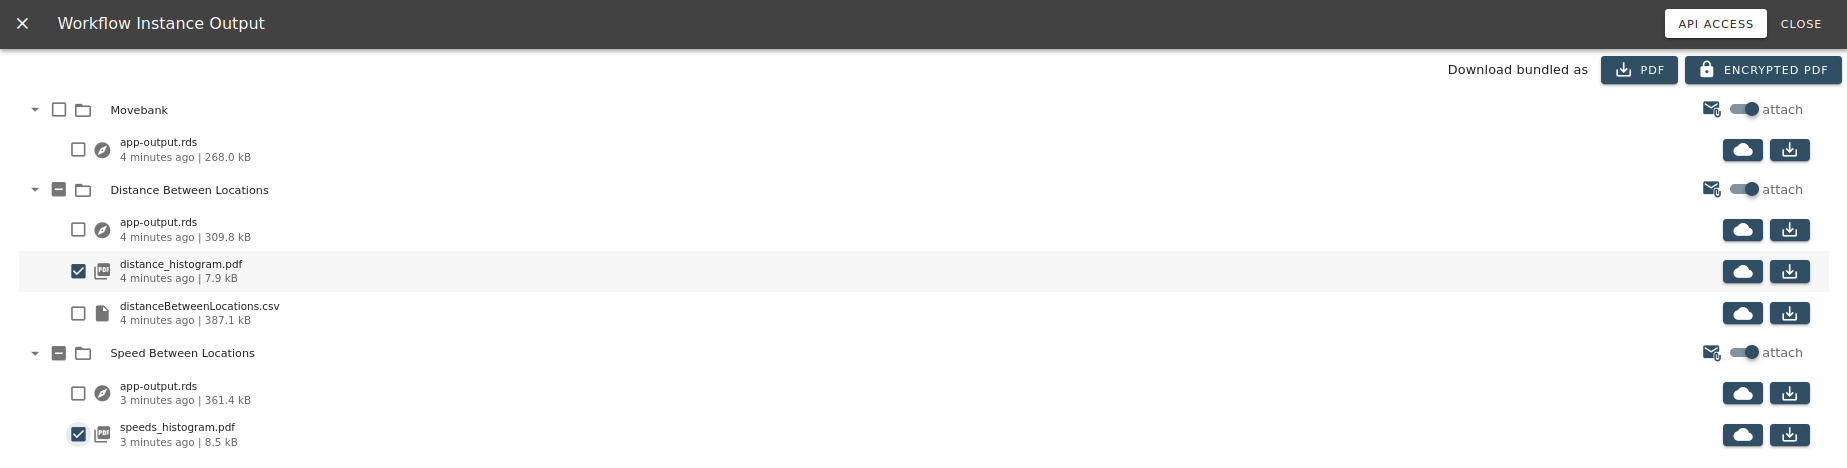 Workflow Instance Output
API ACCESS
CLOSE
Download bundled as
PDF
ENCRYPTED PDF
Movebank
attach
app-output.rds
4 minutes ago | 268.0 kB
Distance Between Locations
attach
app-output.rds
4 minutes ago | 309.8 kB
PDF
distance_histogram.pdf
4 minutes ago | 7.9 kB
distanceBetweenLocations.csv
4 minutes ago | 387.1 kB
Speed Between Locations
attach
app-output.rds
3 minutes ago | 361.4 kB
PDF
speeds_histogram.pdf
3 minutes ago | 8.5 kB